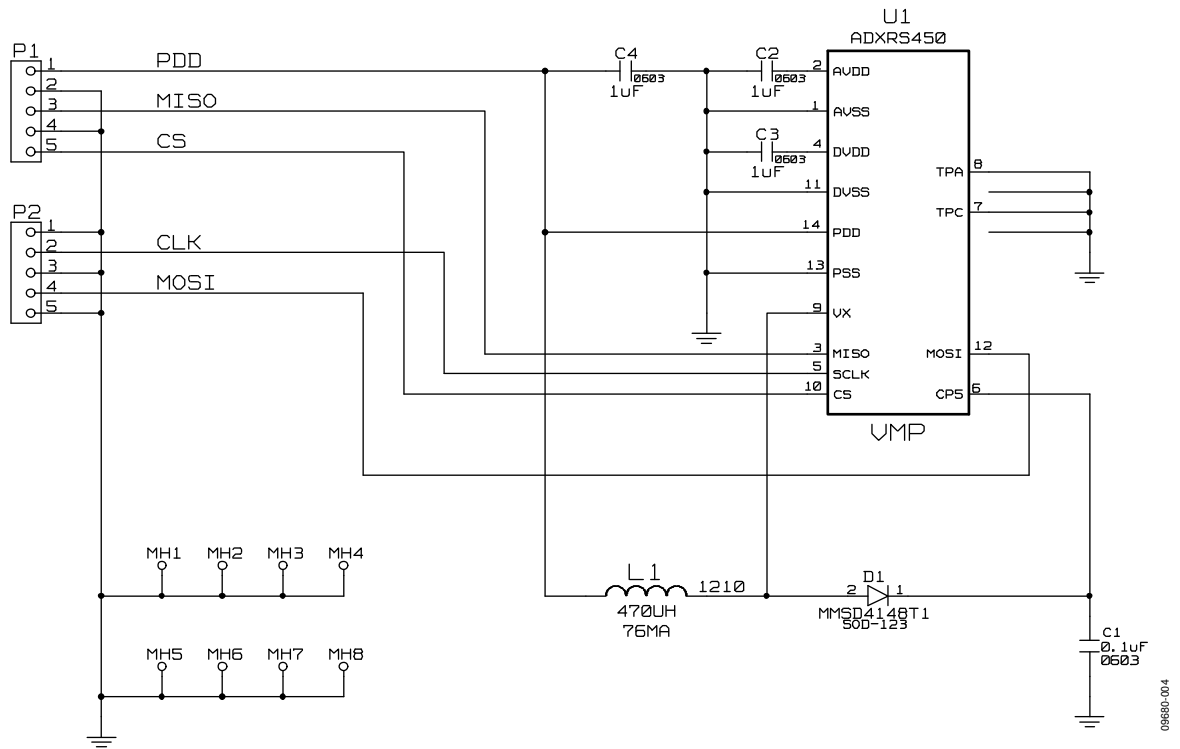 U1
ADXRS450
P1
1
2
3
4
5
PDD
MISO
CS
C4
0603
1uF
C2
0603
1uF
C3
0603
1uF
2 AVDD
1 AVSS
4 DVDD
11 DVSS
14 PDD
13 PSS
9 VX
3 MISO
5 SCLK
10 CS
TPA 8
TPC 7
MOSI 12
CP5 6
VMP
P2
1
2
3
4
5
CLK
MOSI
MH1 MH2 MH3 MH4
MH5 MH6 MH7 MH8
L1
1210
470UH
76MA
D1
2 1
MMSD4148T1
SOD-123
C1
0.1uF
0603
09680-004